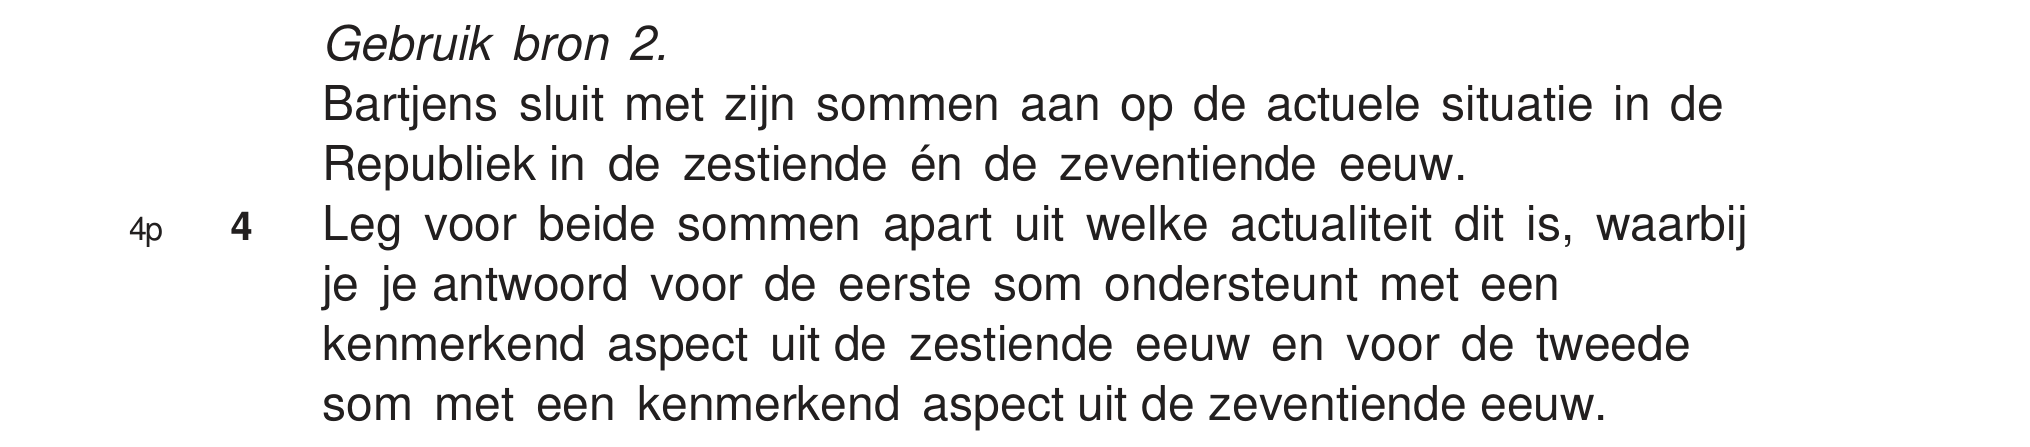 Gebruik bron 2.
Bartjens sluit met zijn sommen aan op de actuele situatie in de
Republiek in de zestiende én de zeventiende eeuw.
4p 4 Leg voor beide sommen apart uit welke actualiteit dit is, waarbij
je je antwoord voor de eerste som ondersteunt met een
kenmerkend aspect uit de zestiende eeuw en voor de tweede
som met een kenmerkend aspect uit de zeventiende eeuw.